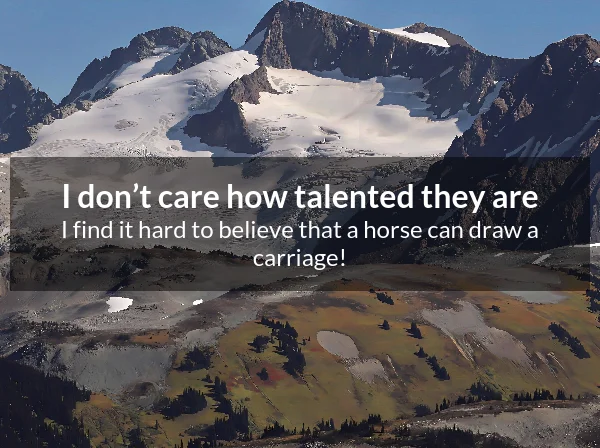 I don’t care how talented they are
I find it hard to believe that a horse can draw a
carriage!